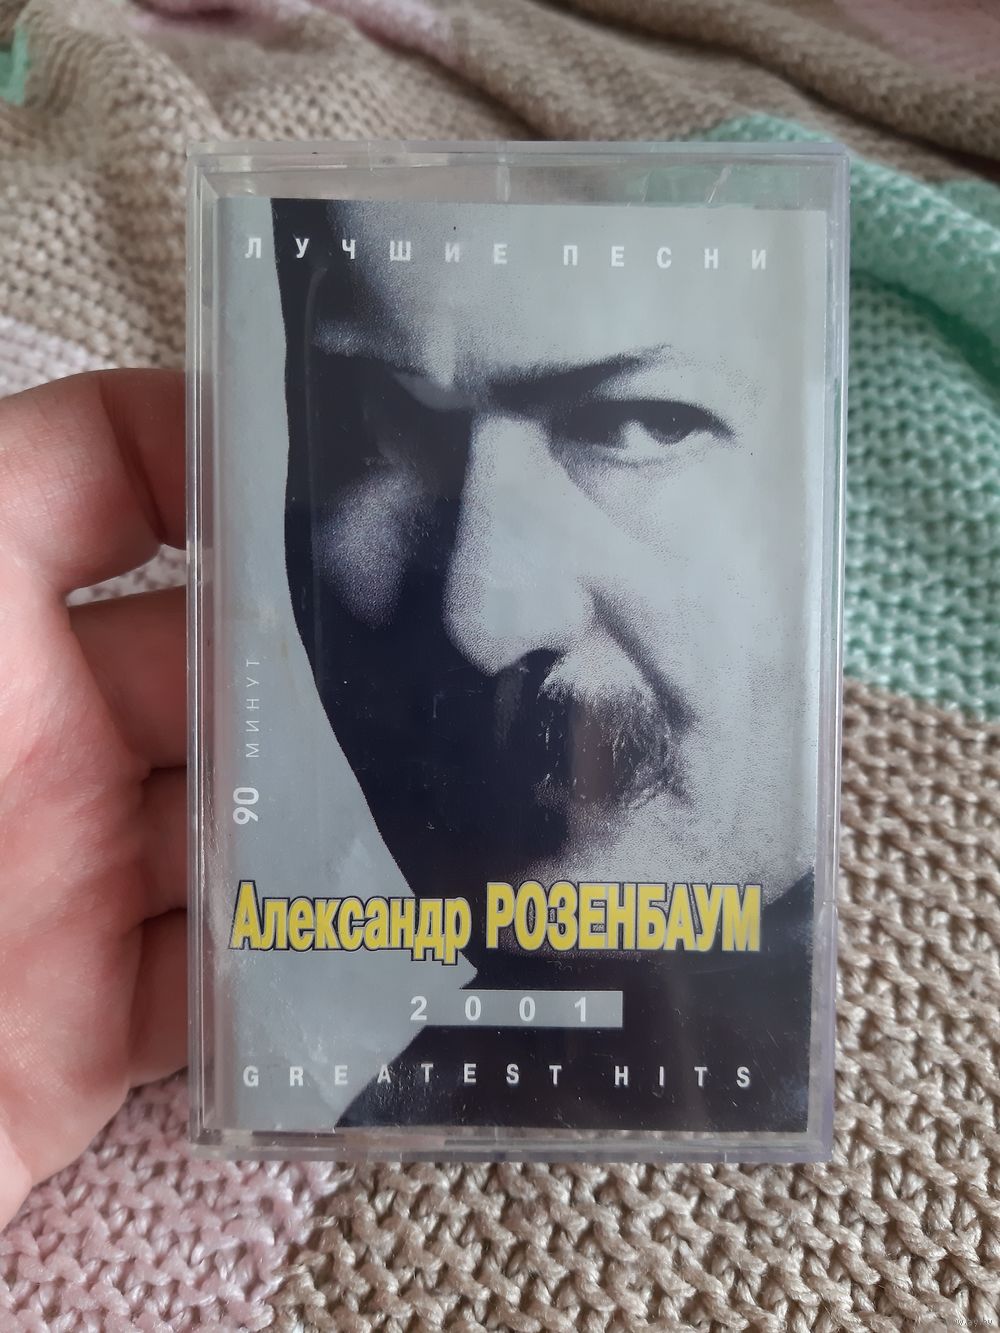 ЛУЧШИЕ ПЕСНИ
90 МИНУТ
Александр РОЗЕНБАУМ
2001
GREATEST HITS